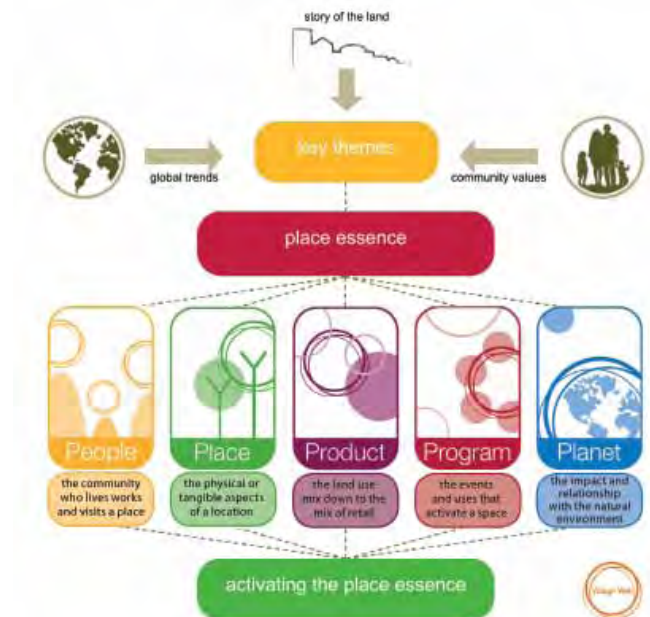 story of the land
key themes
global trends
community values
place essence
People
Place
Product
Program
Planet
the community
who lives works
and visits a place
the physical or
tangible aspects
of a location
the land use
mix down to the
mix of retail
the events
and uses that
activate a space
the impact and
relationship
with the natural
environment
activating the place essence